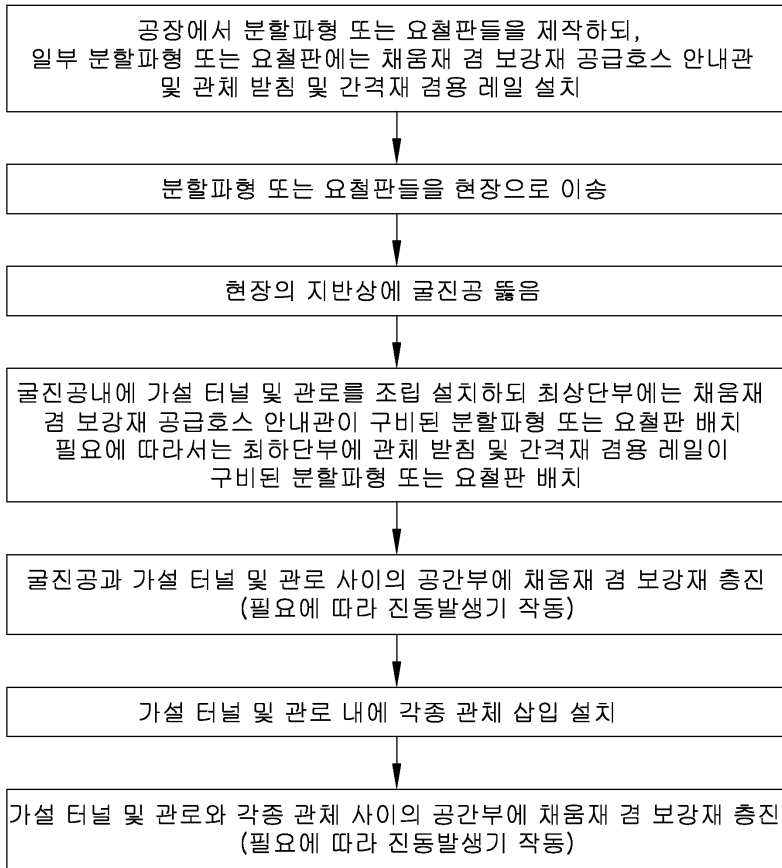 공장에서 분할파형 또는 요철판들을 제작하되,
일부 분할파형 또는 요철판에는 채움재 겸 보강재 공급호스 안내관
및 관체 받침 및 간격재 겸용 레일 설치
분할파형 또는 요철판들을 현장으로 이송
현장의 지반상에 굴진공 뚫음
굴진공내에 가설 터널 및 관로를 조립 설치하되 최상단부에는 채움재
겸 보강재 공급호스 안내관이 구비된 분할파형 또는 요철판 배치
필요에 따라서는 최하단부에 관체 받침 및 간격재 겸용 레일이
구비된 분할파형 또는 요철판 배치
굴진공과 가설 터널 및 관로 사이의 공간부에 채움재 겸 보강재 층진
(필요에 따라 진동발생기 작동)
가설 터널 및 관로 내에 각종 관체 삽입 설치
가설 터널 및 관로와 각종 관체 사이의 공간부에 채움재 겸 보강재 층진
(필요에 따라 진동발생기 작동)